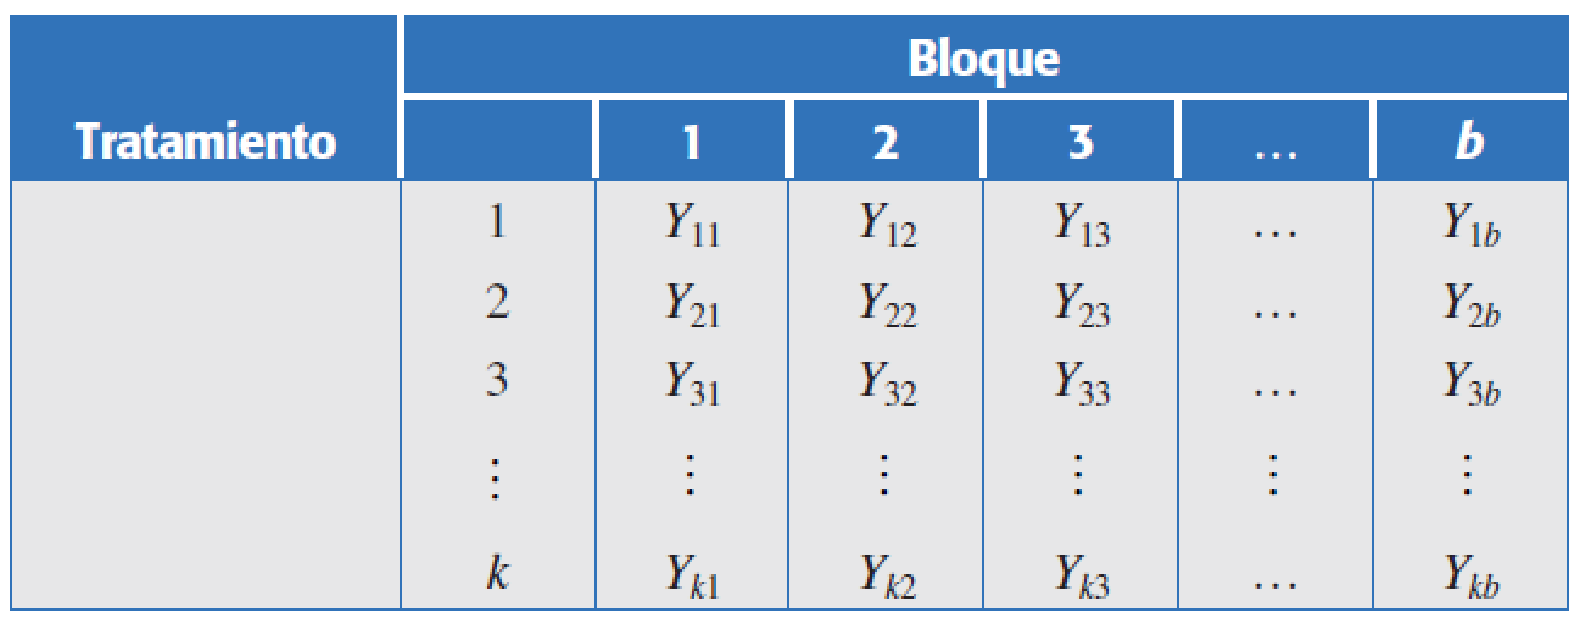 Bloque
Tratamiento 1 2 3 ... b
1 Y11 Y12 Y13 ... Y1b
2 Y21 Y22 Y23 ... Y2b
3 Y31 Y32 Y33 ... Y3b
⋮ ⋮ ⋮ ⋮ ⋮ ⋮
k Yk1 Yk2 Yk3 ... Ykb